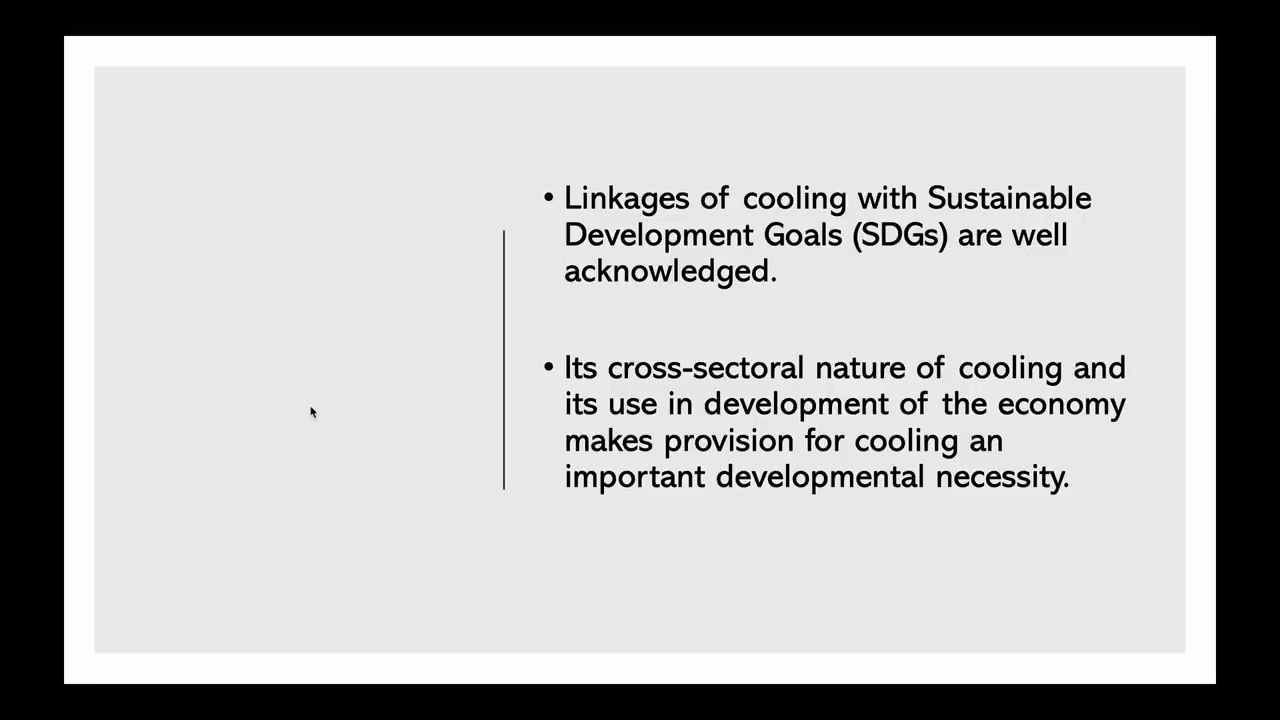 • Linkages of cooling with Sustainable
Development Goals (SDGs) are well
acknowledged.
• Its cross-sectoral nature of cooling and
its use in development of the economy
makes provision for cooling an
important developmental necessity.